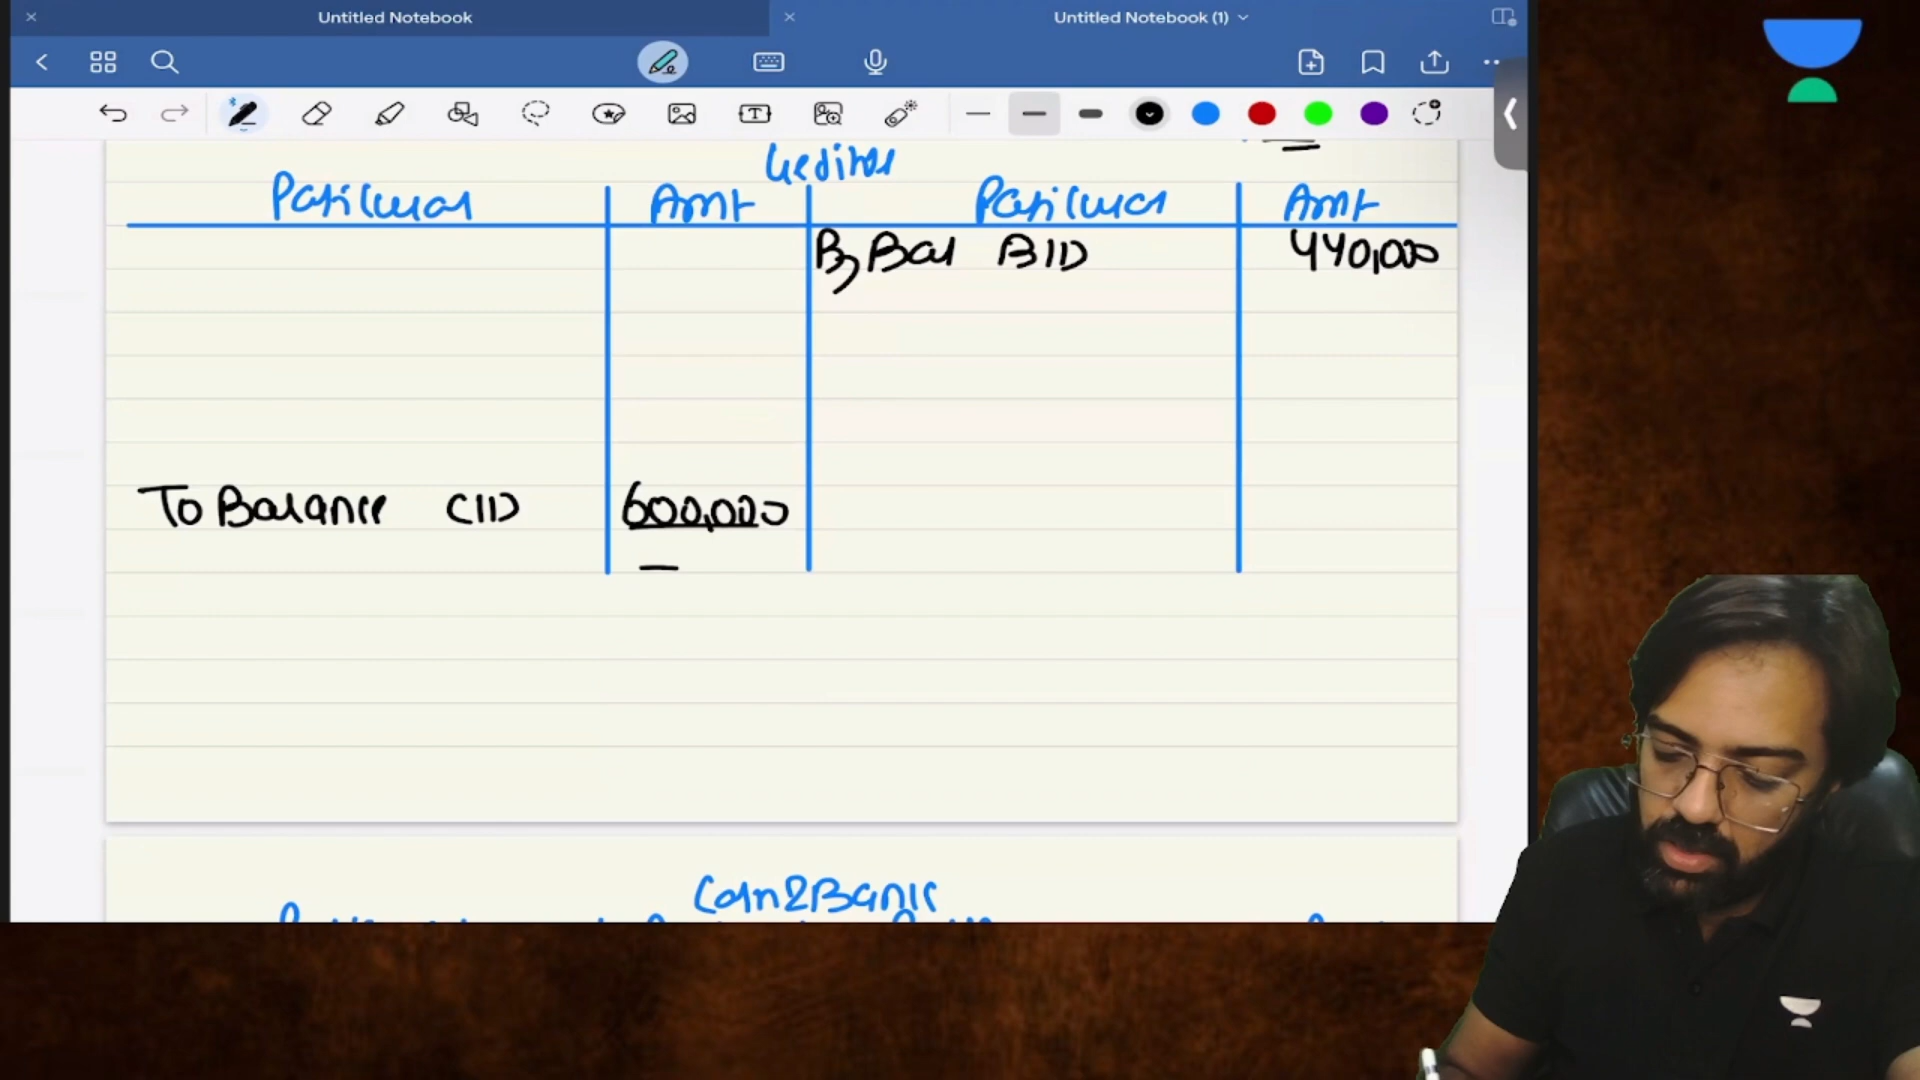 Untitled Notebook Untitled Notebook (1)
Creditors
Particular Amt Particular Amt
By Bal B/D 440,000
To Balance C/D 600,000
Cash & Bank